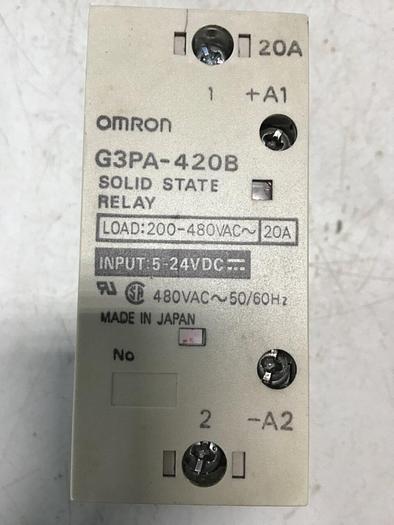 20A
1 +A1
OMRON
G3PA-420B
SOLID STATE
RELAY
LOAD:200-480VAC～ 20A
INPUT:5-24VDC⎓
480VAC～50/60Hz
MADE IN JAPAN
No
2 -A2